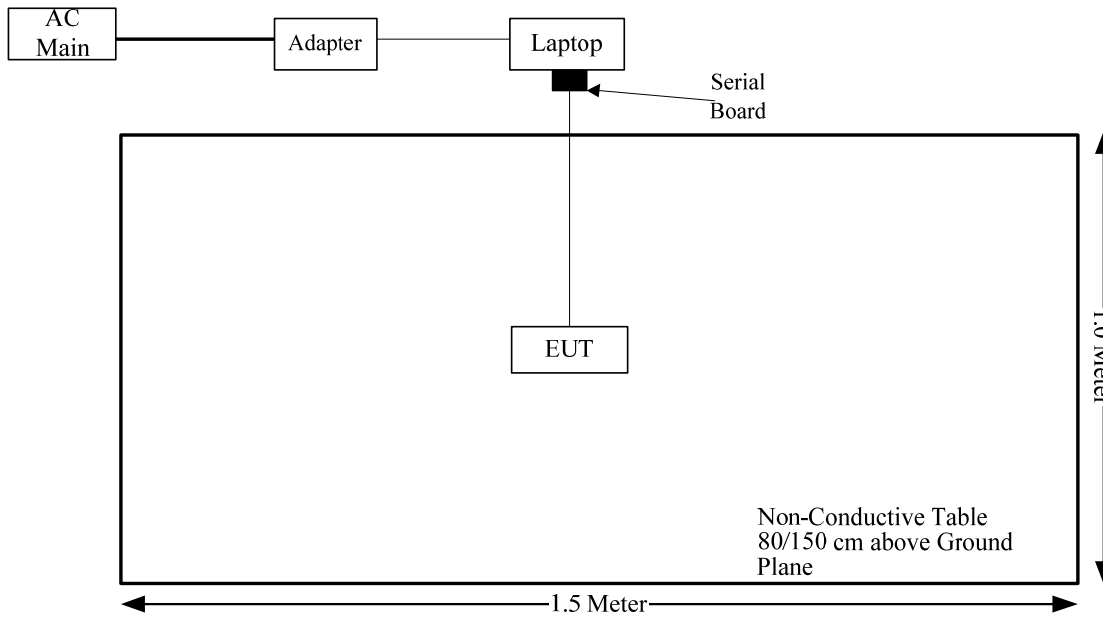 AC
Main
Adapter
Laptop
Serial
Board
EUT
Non-Conductive Table
80/150 cm above Ground
Plane
1.5 Meter
Meter